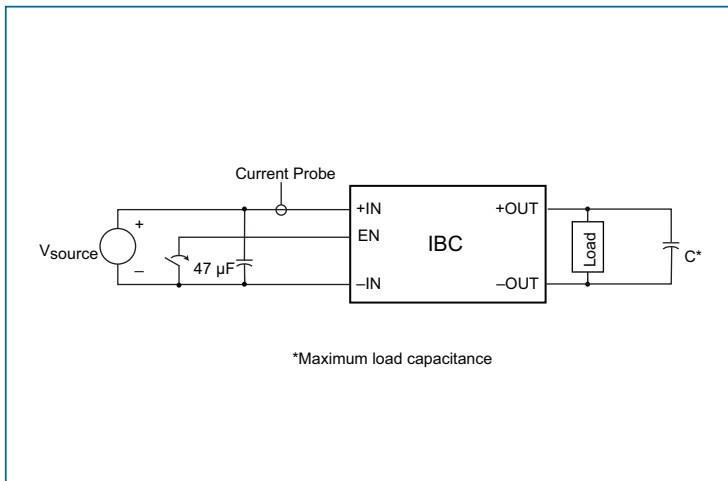 Current Probe
+IN
+OUT
+
EN
IBC
Vsource
Load
–
47 µF
C*
–IN
–OUT
*Maximum load capacitance